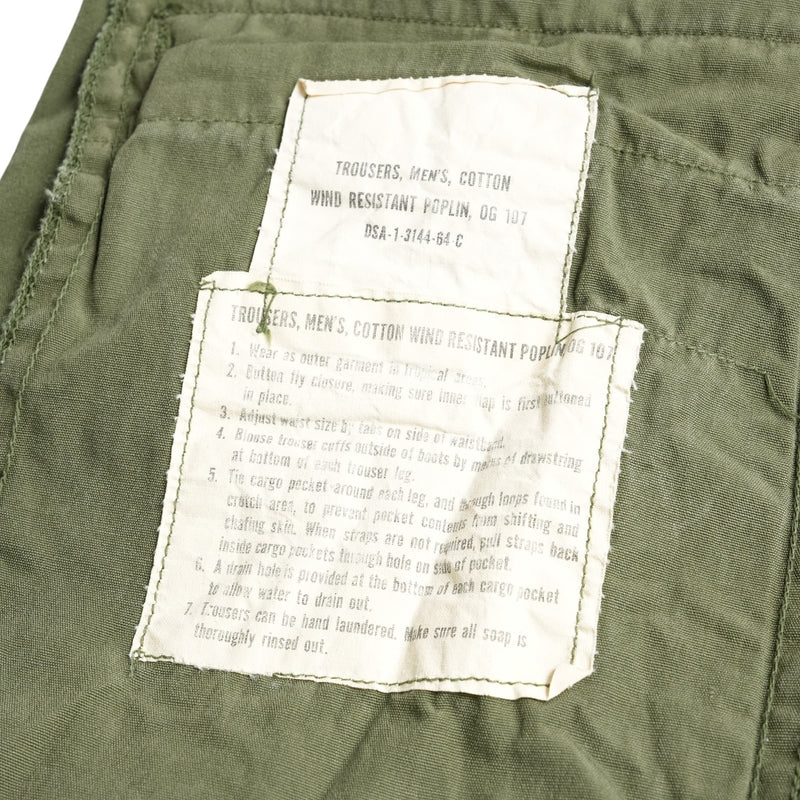 TROUSERS, MEN'S, COTTON
WIND RESISTANT POPLIN, OG 107
DSA-1-3144-64-C
TROUSERS, MEN'S, COTTON WIND RESISTANT POPLIN OG 107
1. Wear as outer garment in tropical areas.
2. Button fly closure, making sure inner flap is first buttoned
in place.
3. Adjust waist size by tabs on side of waistband.
4. Blouse trouser cuffs outside of boots by means of drawstring
at bottom of each trouser leg.
5. Tie cargo pocket around each leg, and through loops found in
crotch area, to prevent pocket contents from shifting and
chafing skin. When straps are not required, pull straps back
inside cargo pockets through hole on side of pocket.
6. A drain hole is provided at the bottom of each cargo pocket
to allow water to drain out.
7. Trousers can be hand laundered. Make sure all soap is
thoroughly rinsed out.